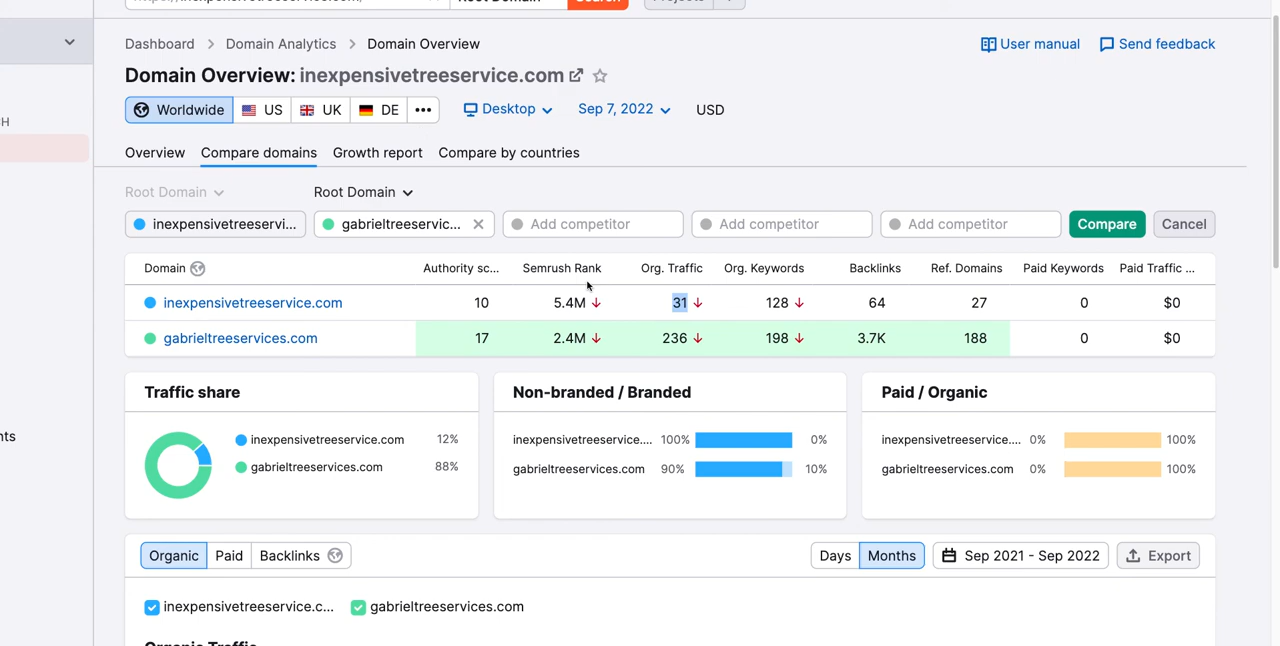 Dashboard > Domain Analytics > Domain Overview
User manual Send feedback
Domain Overview: inexpensivetreeservice.com
Worldwide US UK DE ••• Desktop Sep 7, 2022 USD
Overview Compare domains Growth report Compare by countries
Root Domain Root Domain
inexpensivetreeservi... gabrieltreeservic... Add competitor Add competitor Add competitor Compare Cancel
Domain Authority sc... Semrush Rank Org. Traffic Org. Keywords Backlinks Ref. Domains Paid Keywords Paid Traffic ...
inexpensivetreeservice.com 10 5.4M ↓ 31 ↓ 128 ↓ 64 27 0 $0
gabrieltreeservices.com 17 2.4M ↓ 236 ↓ 198 ↓ 3.7K 188 0 $0
Traffic share
inexpensivetreeservice.com 12%
gabrieltreeservices.com 88%
Non-branded / Branded
inexpensivetreeservice.... 100% 0%
gabrieltreeservices.com 90% 10%
Paid / Organic
inexpensivetreeservice.... 0% 100%
gabrieltreeservices.com 0% 100%
Organic Paid Backlinks Days Months Sep 2021 - Sep 2022 Export
inexpensivetreeservice.c... gabrieltreeservices.com